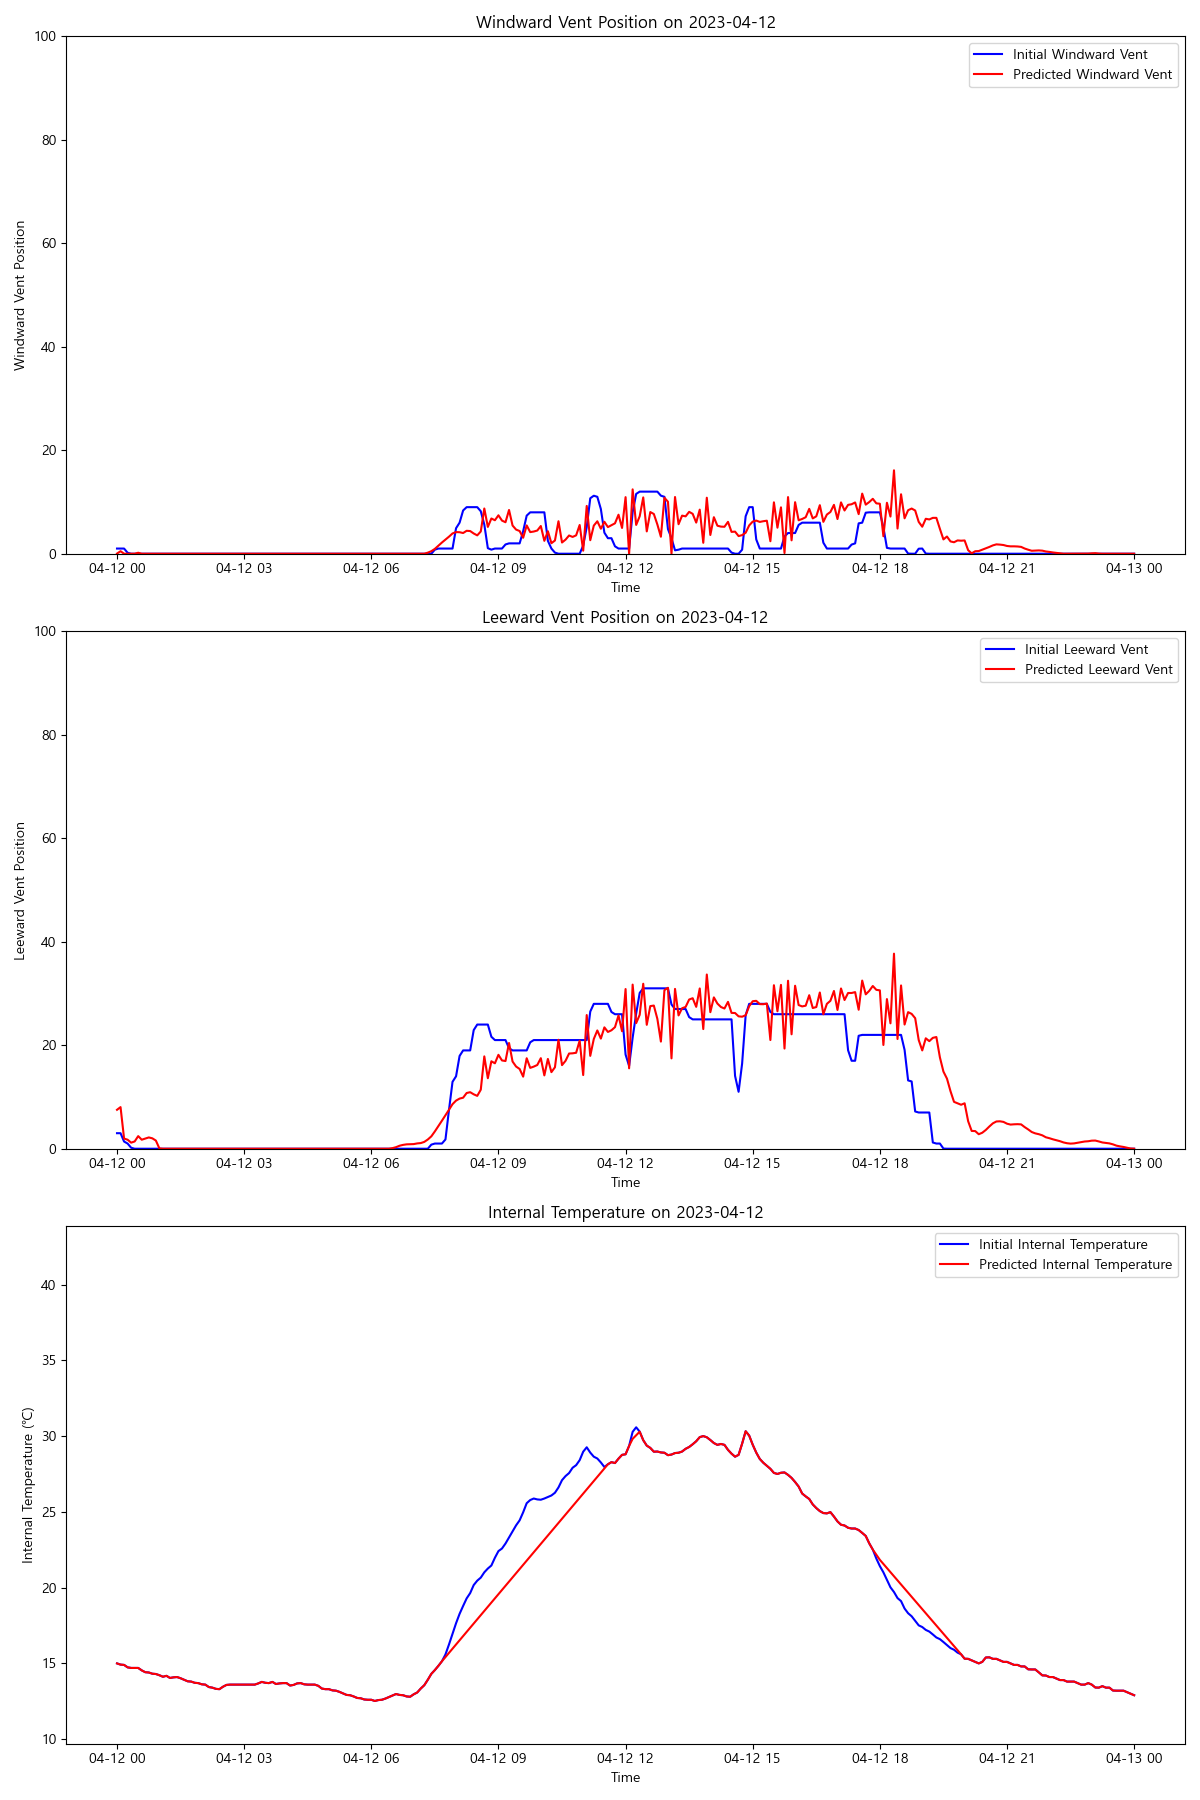 Windward Vent Position on 2023-04-12
Initial Windward Vent
Predicted Windward Vent
Windward Vent Position
100
80
60
40
20
0
04-12 00 04-12 03 04-12 06 04-12 09 04-12 12 04-12 15 04-12 18 04-12 21 04-13 00
Time
Leeward Vent Position on 2023-04-12
Initial Leeward Vent
Predicted Leeward Vent
Leeward Vent Position
100
80
60
40
20
0
04-12 00 04-12 03 04-12 06 04-12 09 04-12 12 04-12 15 04-12 18 04-12 21 04-13 00
Time
Internal Temperature on 2023-04-12
Initial Internal Temperature
Predicted Internal Temperature
Internal Temperature (℃)
40
35
30
25
20
15
10
04-12 00 04-12 03 04-12 06 04-12 09 04-12 12 04-12 15 04-12 18 04-12 21 04-13 00
Time